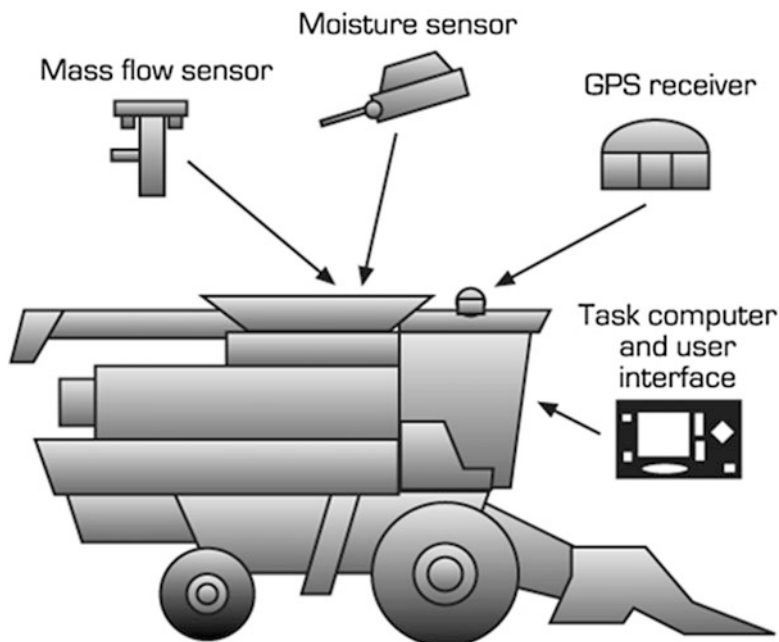 Moisture sensor
Mass flow sensor
GPS receiver
Task computer
and user
interface